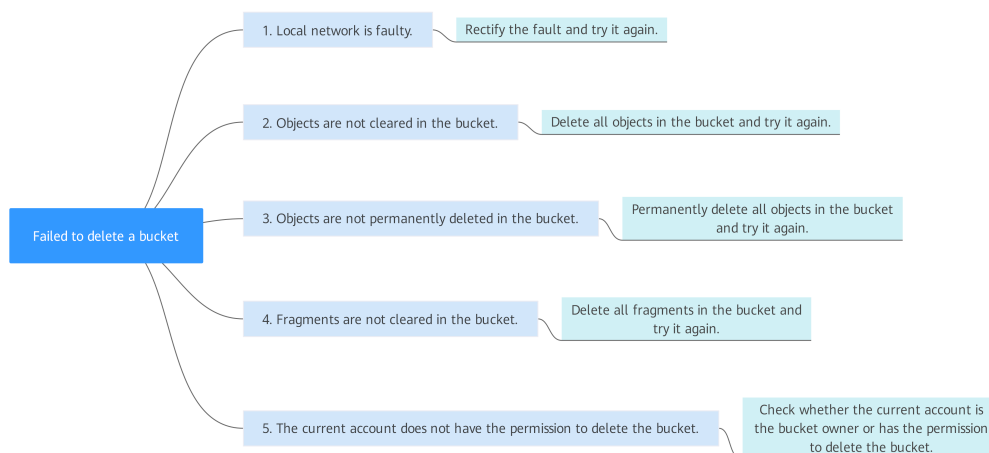 1. Local network is faulty.
Rectify the fault and try it again.
2. Objects are not cleared in the bucket.
Delete all objects in the bucket and try it again.
3. Objects are not permanently deleted in the bucket.
Permanently delete all objects in the bucket
and try it again.
Failed to delete a bucket
4. Fragments are not cleared in the bucket.
Delete all fragments in the bucket and
try it again.
5. The current account does not have the permission to delete the bucket.
Check whether the current account is
the bucket owner or has the permission
to delete the bucket.